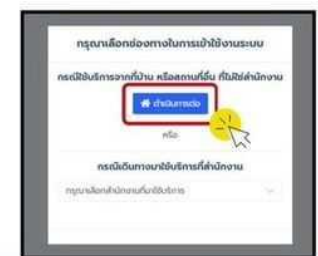 กรุณาเลือกช่องทางในการเข้าใช้งานระบบ
กรณีใช้บริการจากที่บ้าน หรือสถานที่อื่น ที่ไม่ใช่สำนักงาน
ดำเนินการต่อ
หรือ
กรณีเดินทางมาใช้บริการที่สำนักงาน
กรุณาเลือกสำนักงานที่มาใช้บริการ